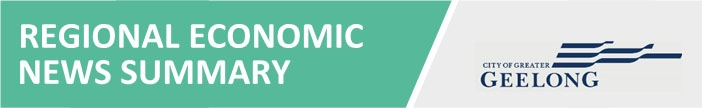 REGIONAL ECONOMIC
NEWS SUMMARY
CITY OF GREATER
GEELONG